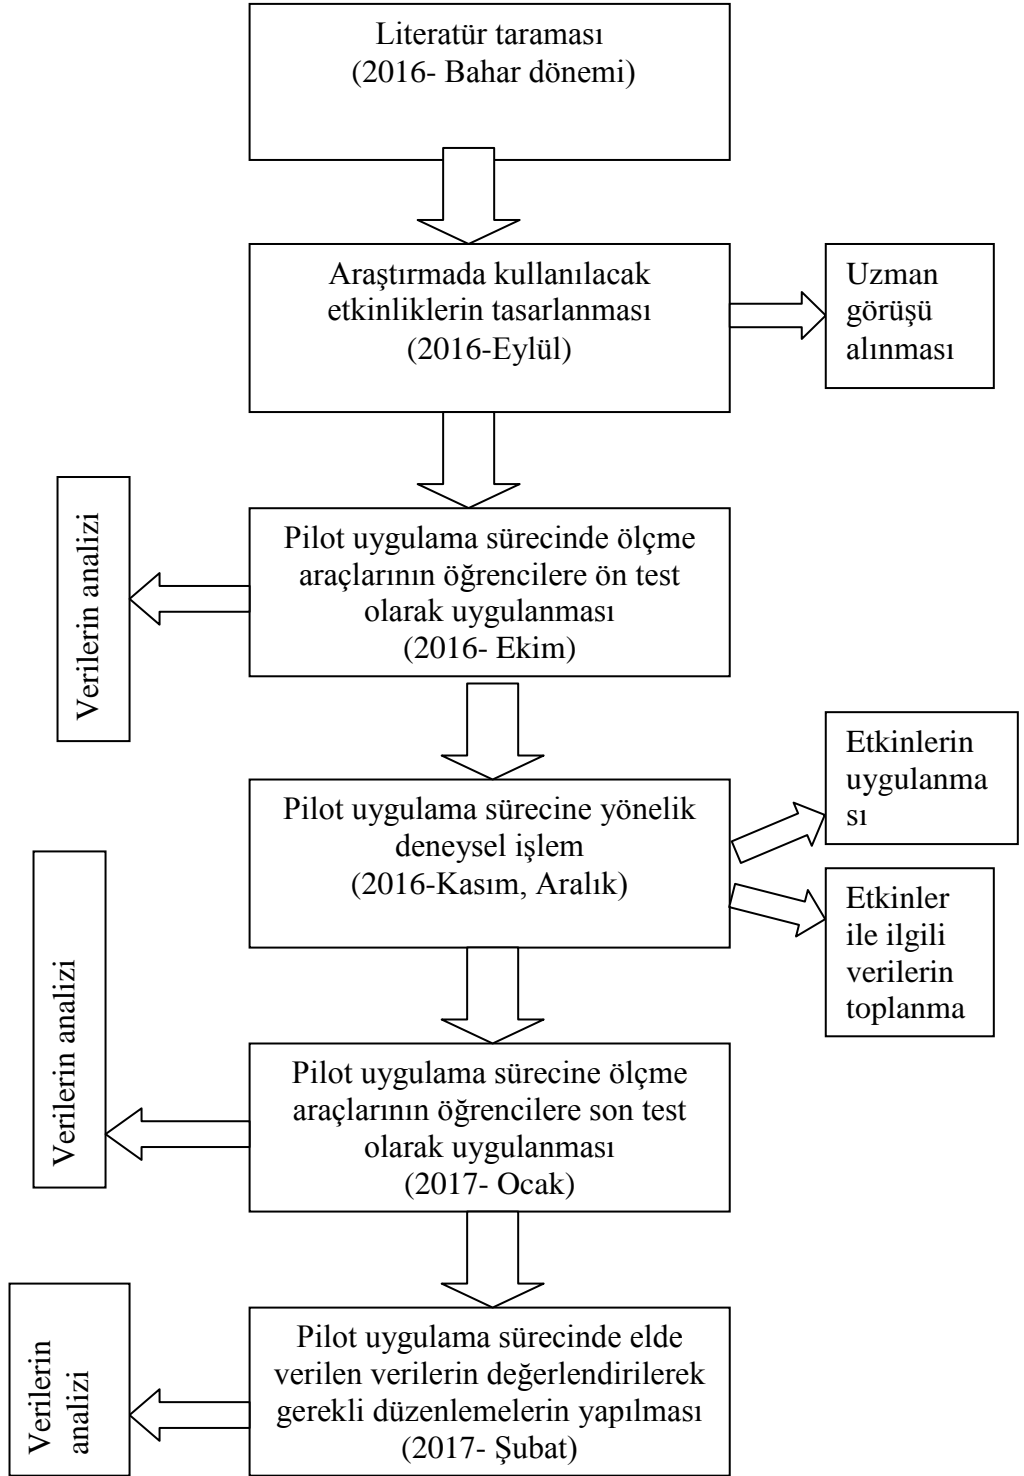 Literatür taraması
(2016- Bahar dönemi)
Araştırmada kullanılacak
etkinliklerin tasarlanması
(2016-Eylül)
Uzman
görüşü
alınması
Pilot uygulama sürecinde ölçme
araçlarının öğrencilere ön test
olarak uygulanması
(2016- Ekim)
Verilerin analizi
Pilot uygulama sürecine yönelik
deneysel işlem
(2016-Kasım, Aralık)
Etkinlerin
uygulanma
sı
Etkinler
ile ilgili
verilerin
toplanma
Pilot uygulama sürecine ölçme
araçlarının öğrencilere son test
olarak uygulanması
(2017- Ocak)
Verilerin analizi
Pilot uygulama sürecinde elde
verilen verilerin değerlendirilerek
gerekli düzenlemelerin yapılması
(2017- Şubat)
Verilerin
analizi